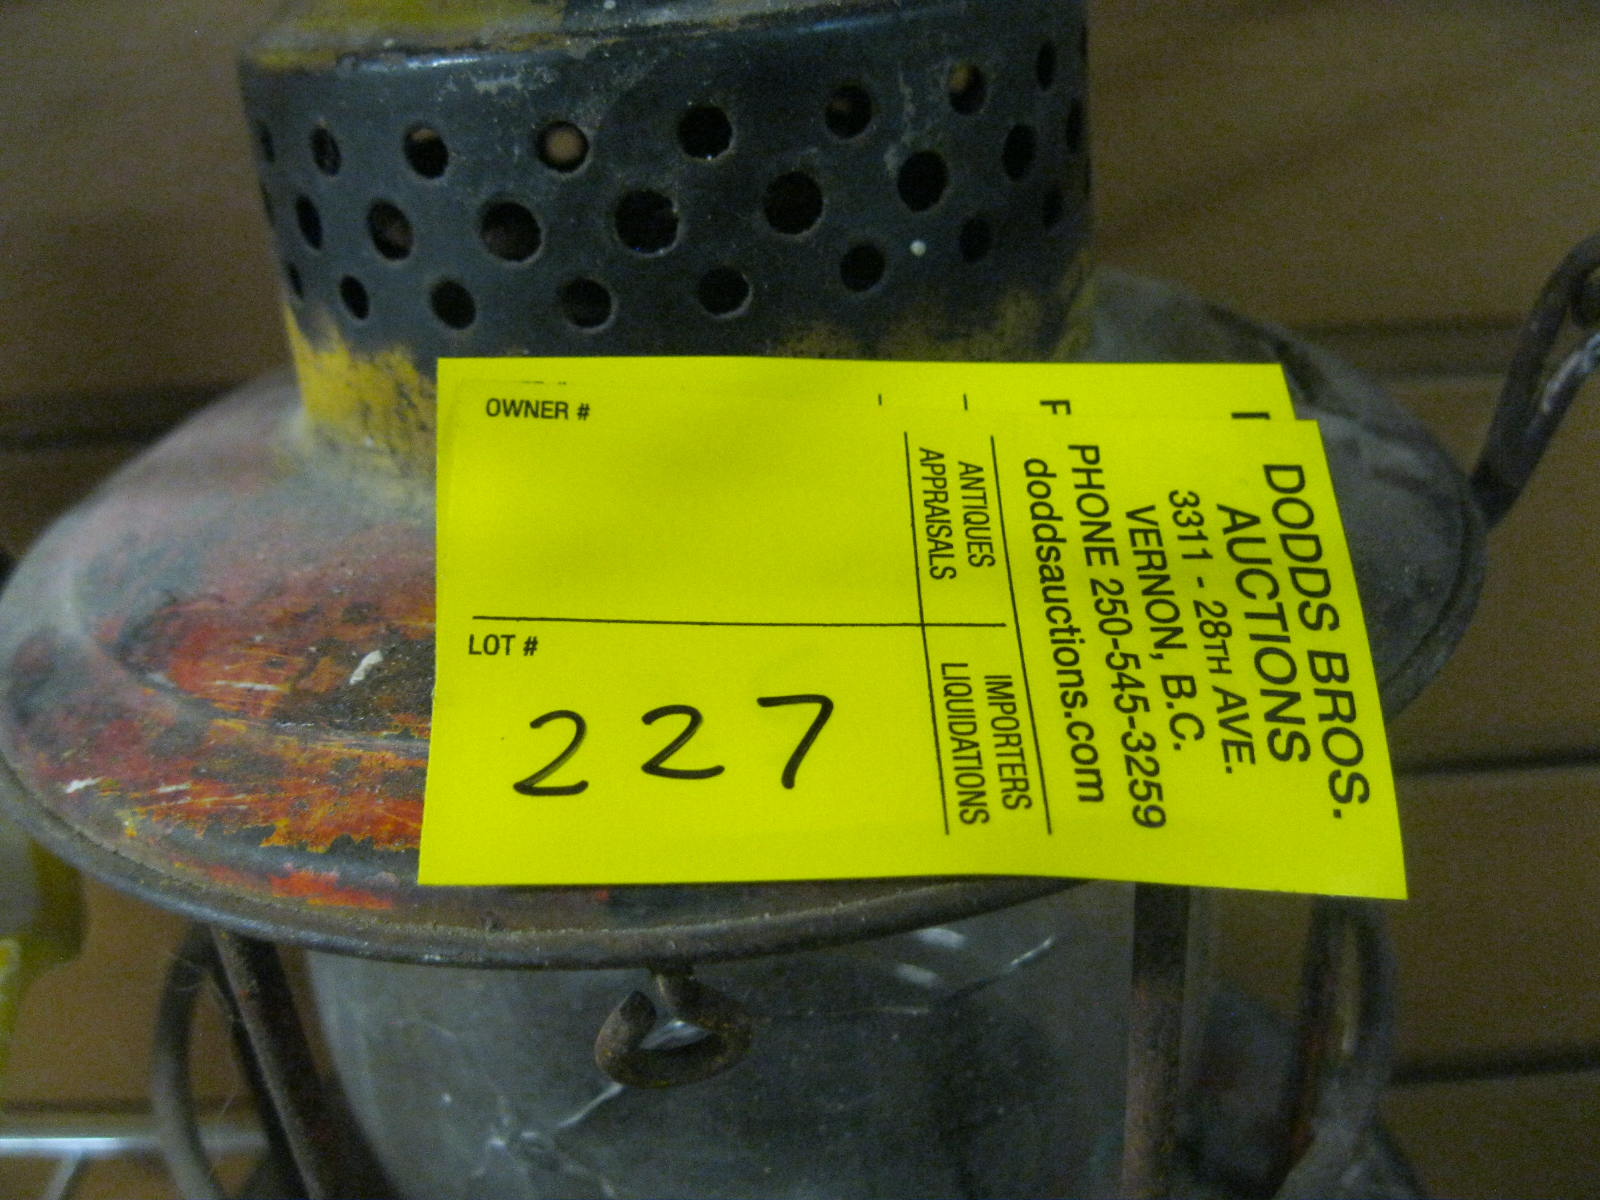 OWNER #
LOT #
227
ANTIQUES
APPRAISALS
IMPORTERS
LIQUIDATIONS
DODDS BROS.
AUCTIONS
3311 - 28TH AVE.
VERNON, B.C.
PHONE 250-545-3259
doddsauctions.com